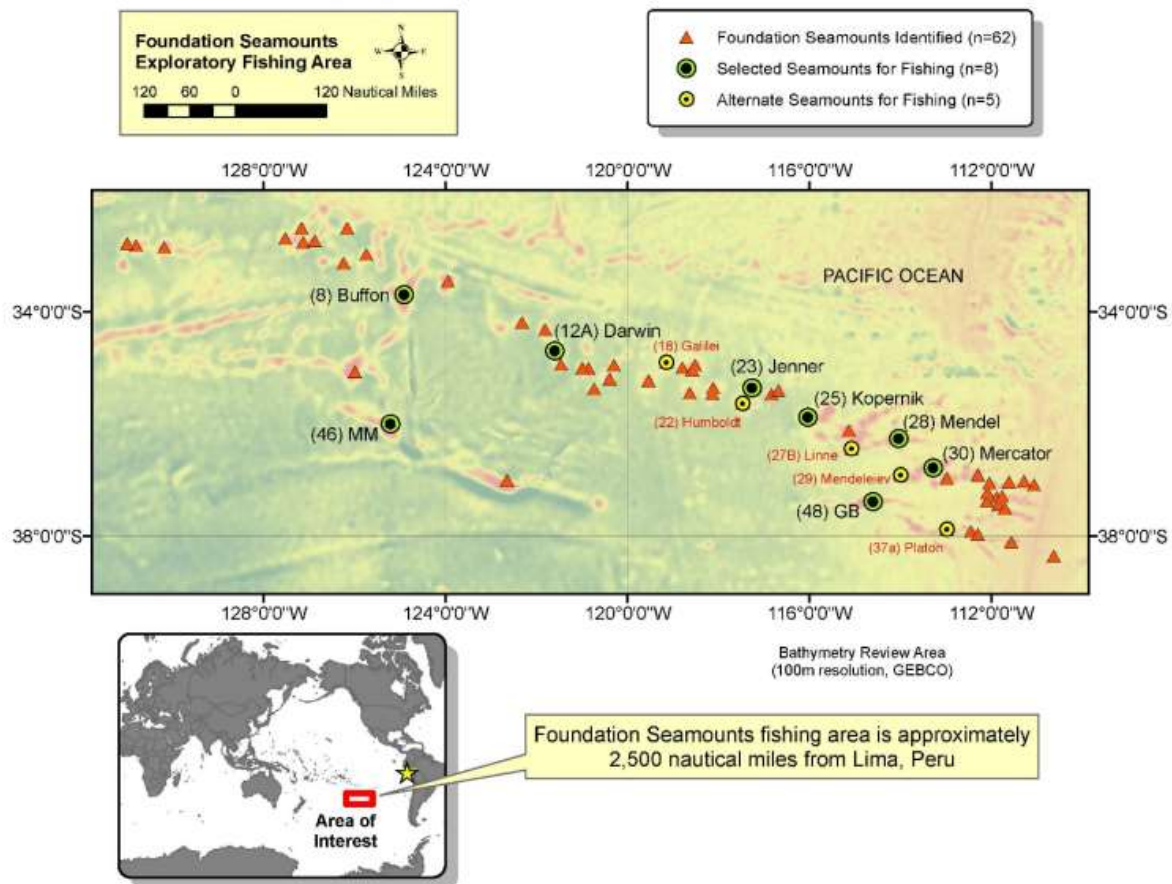 Foundation Seamounts
Exploratory Fishing Area
N
W E
S
120 60 0 120 Nautical Miles
Foundation Seamounts Identified (n=62)
Selected Seamounts for Fishing (n=8)
Alternate Seamounts for Fishing (n=5)
128°0'0"W 124°0'0"W 120°0'0"W 116°0'0"W 112°0'0"W
PACIFIC OCEAN
(8) Buffon
34°0'0"S 34°0'0"S
(12A) Darwin
(18) Galilei
(23) Jenner
(25) Kopernik
(22) Humboldt
(46) MM
(28) Mendel
(27B) Linne
(30) Mercator
(29) Mendeleiev
(48) GB
38°0'0"S 38°0'0"S
(37a) Platon
128°0'0"W 124°0'0"W 120°0'0"W 116°0'0"W 112°0'0"W
Bathymetry Review Area
(100m resolution, GEBCO)
Foundation Seamounts fishing area is approximately
2,500 nautical miles from Lima, Peru
Area of
Interest